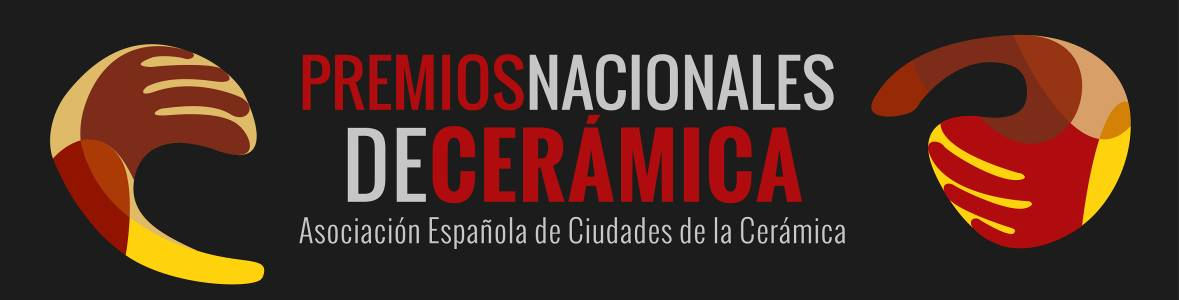 PREMIOSNACIONALES
DECERÁMICA
Asociación Española de Ciudades de la Cerámica